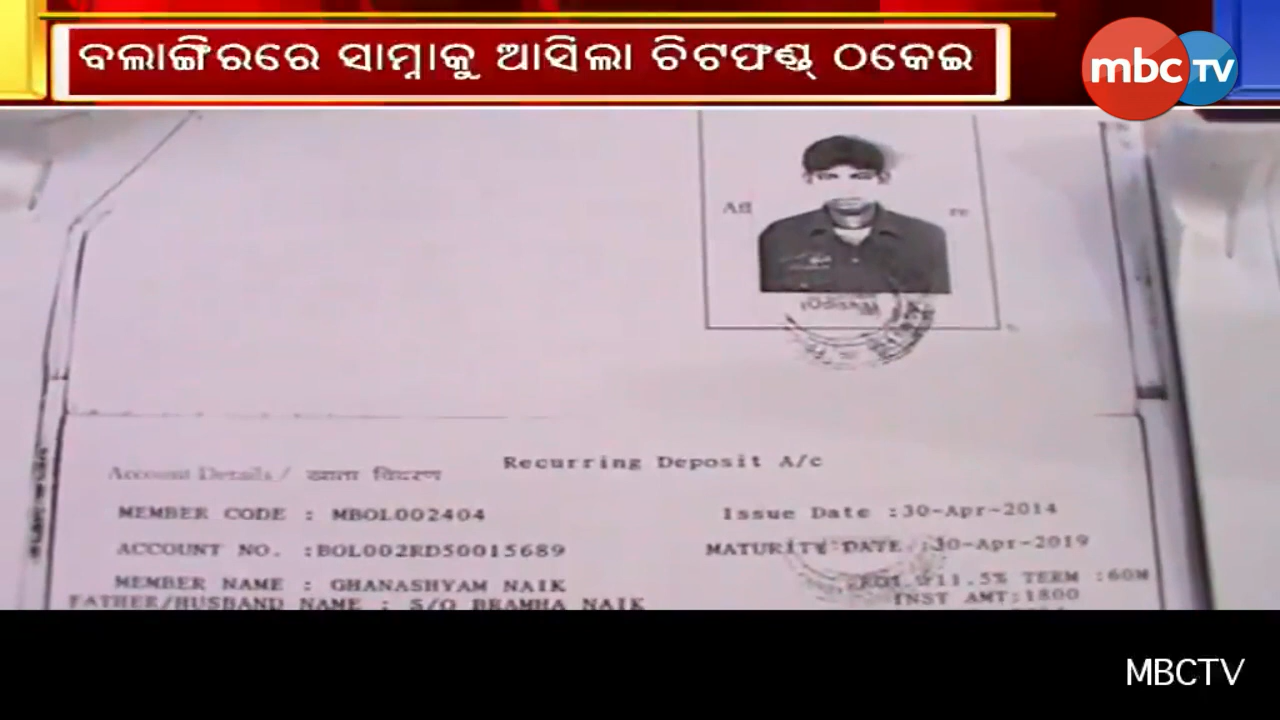 ବଲାଙ୍ଗିରରେ ସାମ୍ନାକୁ ଆସିଲା ଚିଟଫଣ୍ଡ୍ ଠକେଇ
mbc TV
Recurring Deposit A/c
Account Details / खाता विवरण
MEMBER CODE : MBOL002404
Issue Date :30-Apr-2014
ACCOUNT NO. :BOL002RD50015689
MATURITY DATE :30-Apr-2019
MEMBER NAME : GHANASHYAM NAIK
11.5% TERM :60M
FATHER/HUSBAND NAME : S/O BRAMHA NAIK
INST AMT:1800
MBCTV